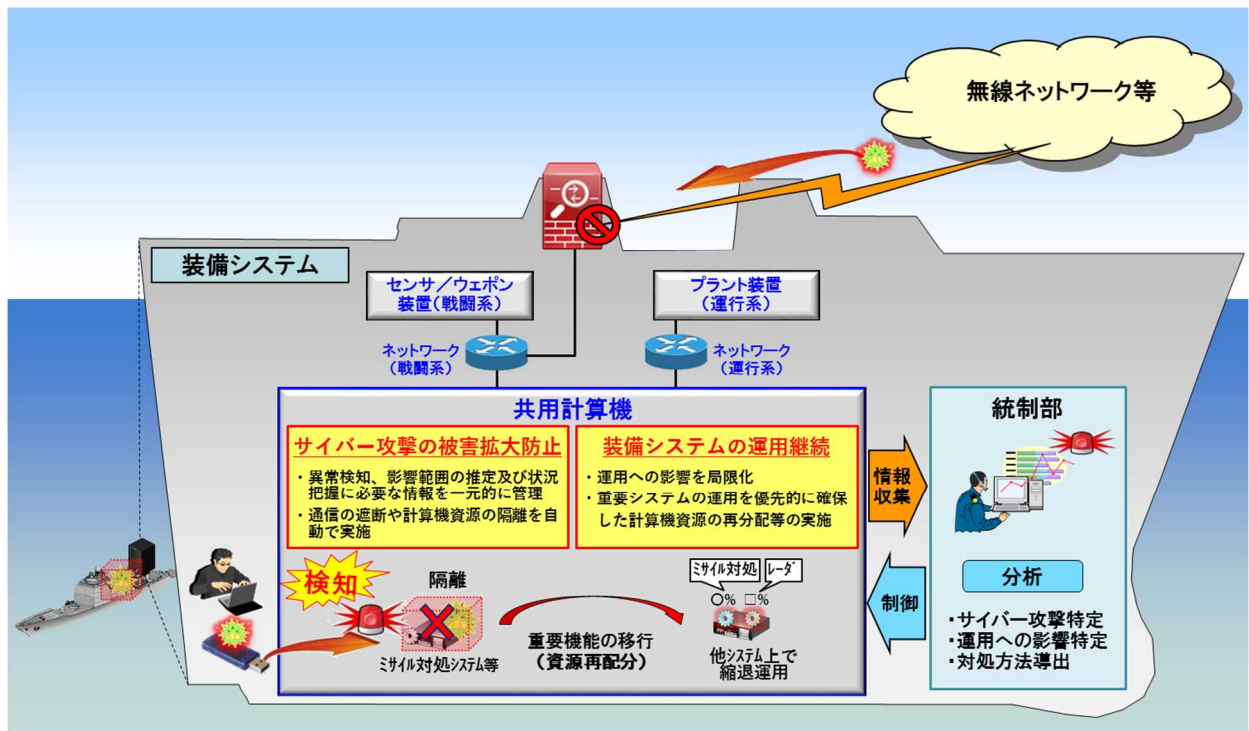 無線ネットワーク等
装備システム
センサ／ウェポン
装置(戦闘系)
プラント装置
(運行系)
ネットワーク
(戦闘系)
ネットワーク
(運行系)
共用計算機
サイバー攻撃の被害拡大防止
・異常検知、影響範囲の推定及び状況
把握に必要な情報を一元的に管理
・通信の遮断や計算機資源の隔離を自
動で実施
装備システムの運用継続
・運用への影響を局限化
・重要システムの運用を優先的に確保
した計算機資源の再分配等の実施
情報
収集
制御
統制部
分析
・サイバー攻撃特定
・運用への影響特定
・対処方法導出
検知
隔離
ﾐｻｲﾙ対処システム等
重要機能の移行
(資源再配分)
ﾐｻｲﾙ対処
ﾚｰﾀﾞ
○%
□%
他ｼｽﾃﾑ上で
縮退運用